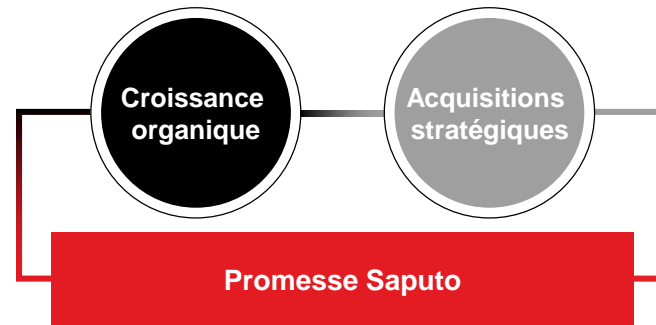 Croissance
organique
Acquisitions
stratégiques
Promesse Saputo